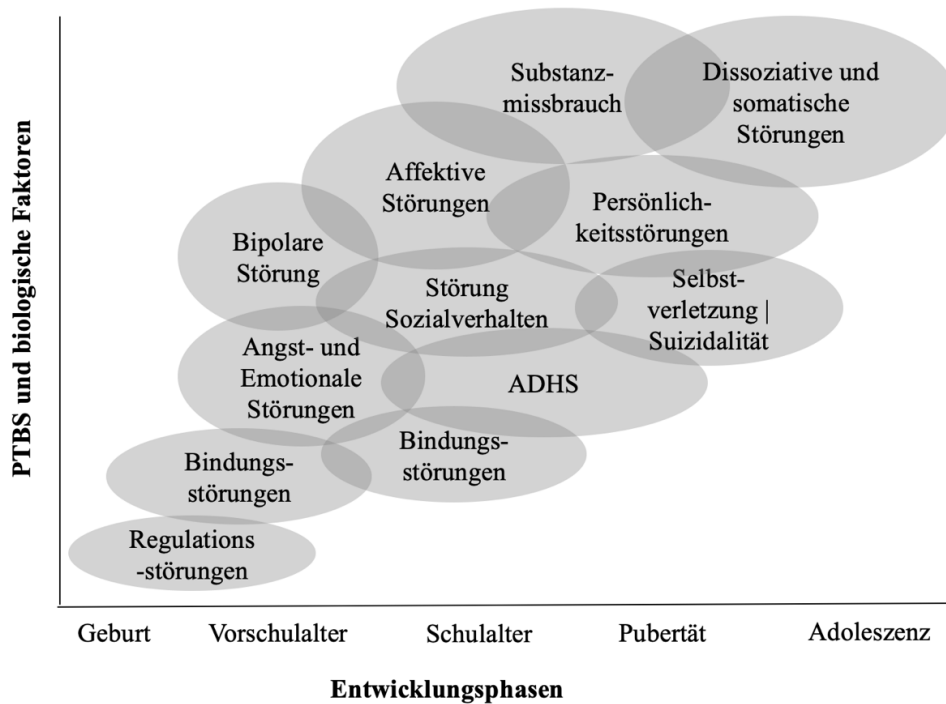 Substanz-
missbrauch
Dissoziative und
somatische
Störungen
Affektive
Störungen
Persönlich-
keitsstörungen
Bipolare
Störung
Störung
Sozialverhalten
Selbst-
verletzung |
Suizidalität
Angst- und
Emotionale
Störungen
ADHS
Bindungs-
störungen
Bindungs-
störungen
Regulations
-störungen
PTBS und biologische Faktoren
Geburt
Vorschulalter
Schulalter
Pubertät
Adoleszenz
Entwicklungsphasen